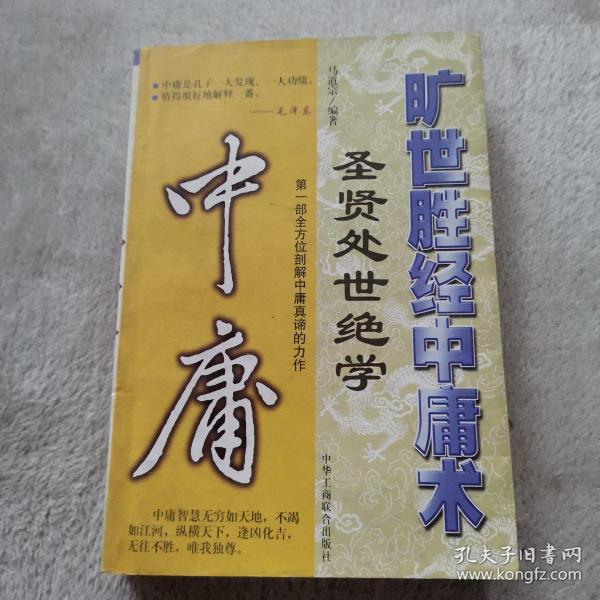 ■ 中庸是孔子一大发现、一大功绩。
■ 值得很好地解释一番。
——毛泽东
中庸
第一部全方位剖解中庸真谛的力作
中庸智慧无穷如天地，不竭
如江河，纵横天下，逢凶化吉，
无往不胜，唯我独尊。
马道宗/编著
圣贤处世绝学
旷世胜经中庸术
中华工商联合出版社
孔夫子旧书网
www.kongfz.com